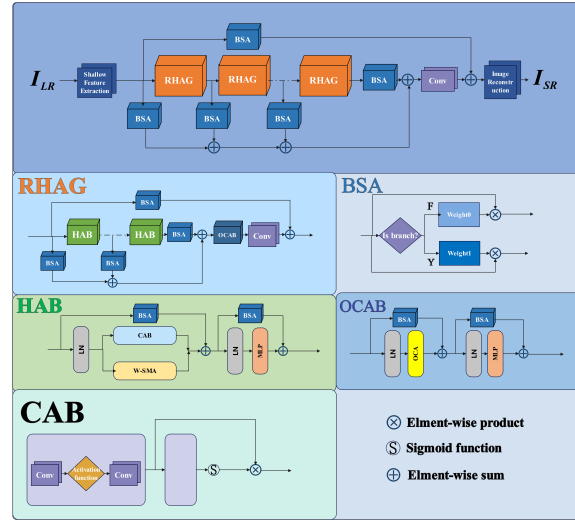 BSA
I_LR
Shallow
Feature
Extraction
RHAG
RHAG
RHAG
BSA
Conv
Image
Reconstr
uction
I_SR
BSA
BSA
BSA
RHAG
BSA
HAB
HAB
BSA
OCAB
Conv
BSA
BSA
BSA
F
Weight0
Is branch?
Y
Weight1
HAB
BSA
BSA
LN
CAB
W-SMA
LN
MLP
OCAB
BSA
BSA
LN
OCA
LN
MLP
CAB
Conv
Activation
function
Conv
S
Elment-wise product
S Sigmoid function
Elment-wise sum